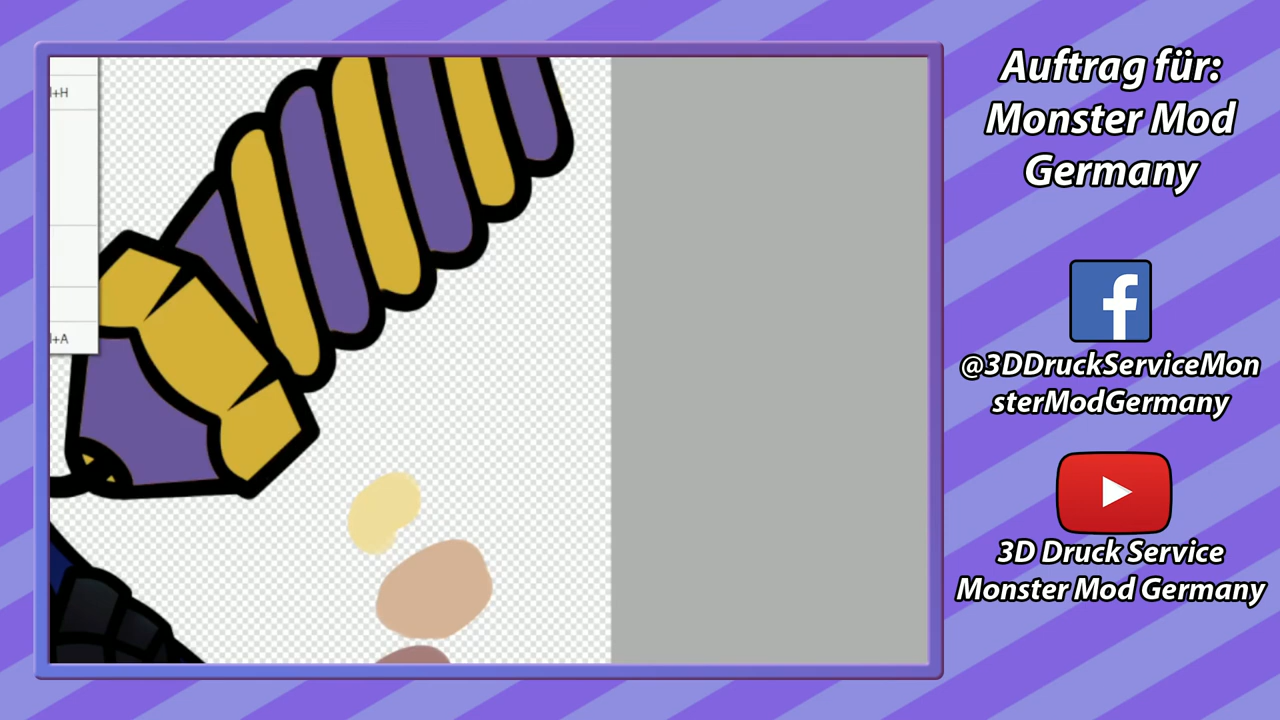 l+H
l+A
Auftrag für:
Monster Mod
Germany
f
@3DDruckServiceMon
sterModGermany
3D Druck Service
Monster Mod Germany